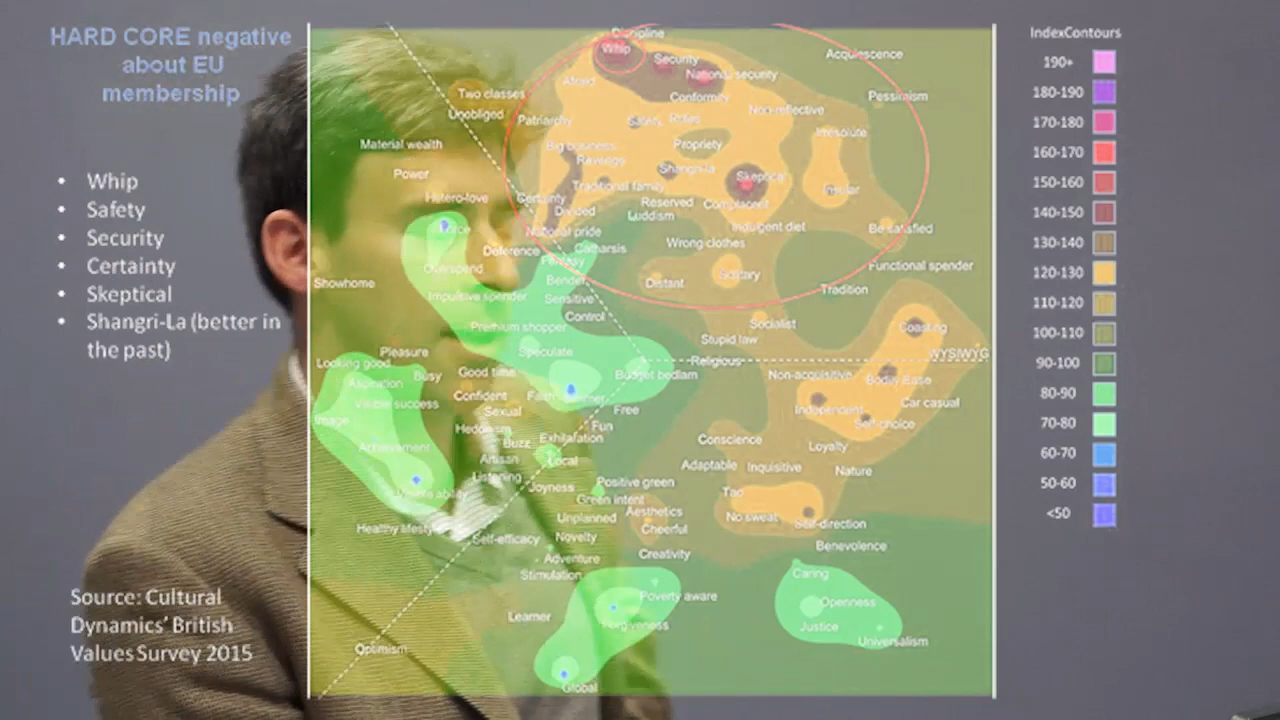 HARD CORE negative
about EU
membership
• Whip
• Safety
• Security
• Certainty
• Skeptical
• Shangri-La (better in
the past)
Source: Cultural
Dynamics' British
Values Survey 2015
Discipline
Whip
Security
Acquiescence
National security
Afraid
Two classes
Conformity
Pessimism
Unobliged
Patriarchy
Safety
Roles
Non-reflective
Irresolute
Material wealth
Big business
Propriety
Revenge
Power
Shangri-la
Skeptical
Traditional family
Insular
Hetero-love
Certainty
Reserved
Complacent
Divided
Luddism
National pride
Indulgent diet
Be satisfied
Deference
Catharsis
Wrong clothes
Fantasy
Functional spender
Overspend
Bender
Distant
Solitary
Showhome
Tradition
Impulsive spender
Sensitive
Control
Premium shopper
Socialist
Coasting
Stupid law
Speculate
Religious
WYSIWYG
Pleasure
Looking good
Good time
Budget bedlam
Non-acquisitive
Bodily Ease
Aspiration
Busy
Confident
Visible success
Car casual
Sexual
Free
Independent
Image
Self-choice
Hedonism
Fun
Buzz
Exhilaration
Conscience
Achievement
Loyalty
Artisan
Local
Adaptable
Inquisitive
Nature
Listening
Joyness
Positive green
Tao
Green intent
Aesthetics
Unplanned
No sweat
Self-direction
Healthy lifestyle
Cheerful
Self-efficacy
Novelty
Benevolence
Adventure
Creativity
Stimulation
Caring
Poverty aware
Openness
Learner
Forgiveness
Justice
Universalism
Optimism
Global
IndexContours
190+
180-190
170-180
160-170
150-160
140-150
130-140
120-130
110-120
100-110
90-100
80-90
70-80
60-70
50-60
<50